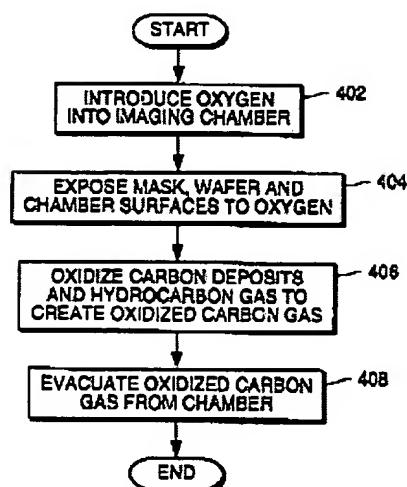 START
INTRODUCE OXYGEN
INTO IMAGING CHAMBER
402
EXPOSE MASK, WAFER AND
CHAMBER SURFACES TO OXYGEN
404
OXIDIZE CARBON DEPOSITS
AND HYDROCARBON GAS TO
CREATE OXIDIZED CARBON GAS
406
EVACUATE OXIDIZED CARBON
GAS FROM CHAMBER
408
END